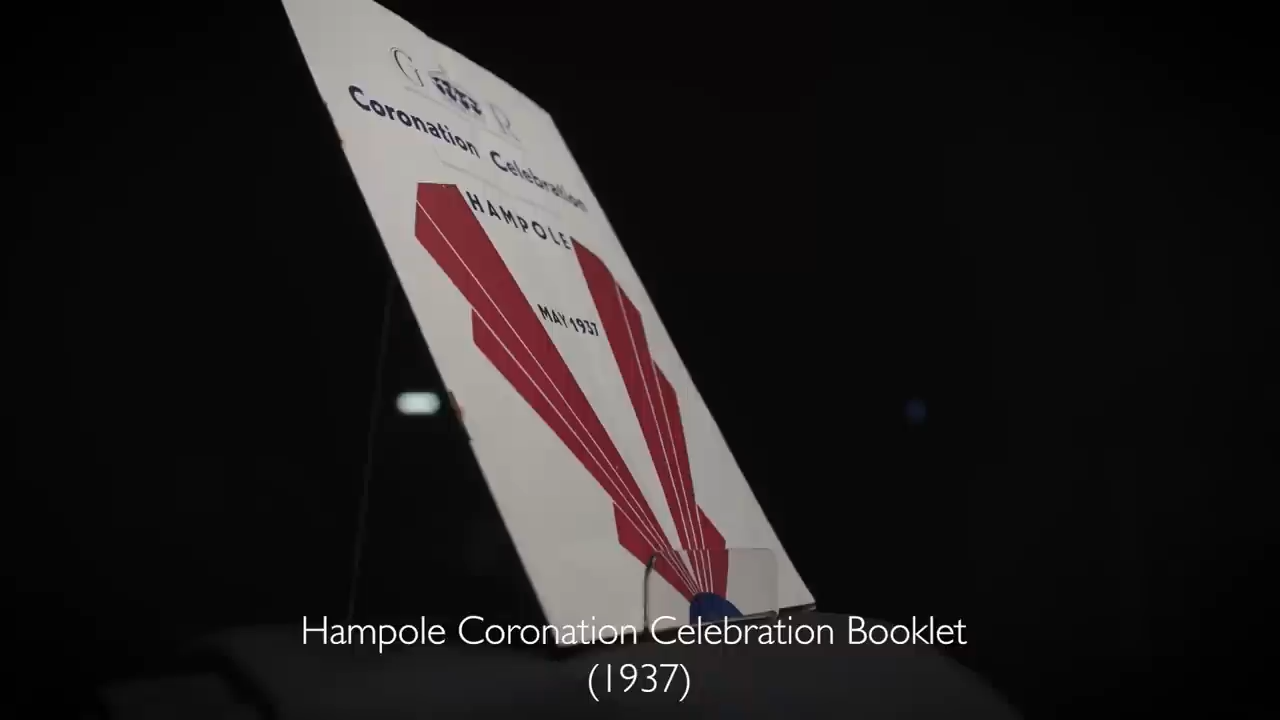 G R
Coronation Celebration
HAMPOLE
MAY 1937
Hampole Coronation Celebration Booklet
(1937)